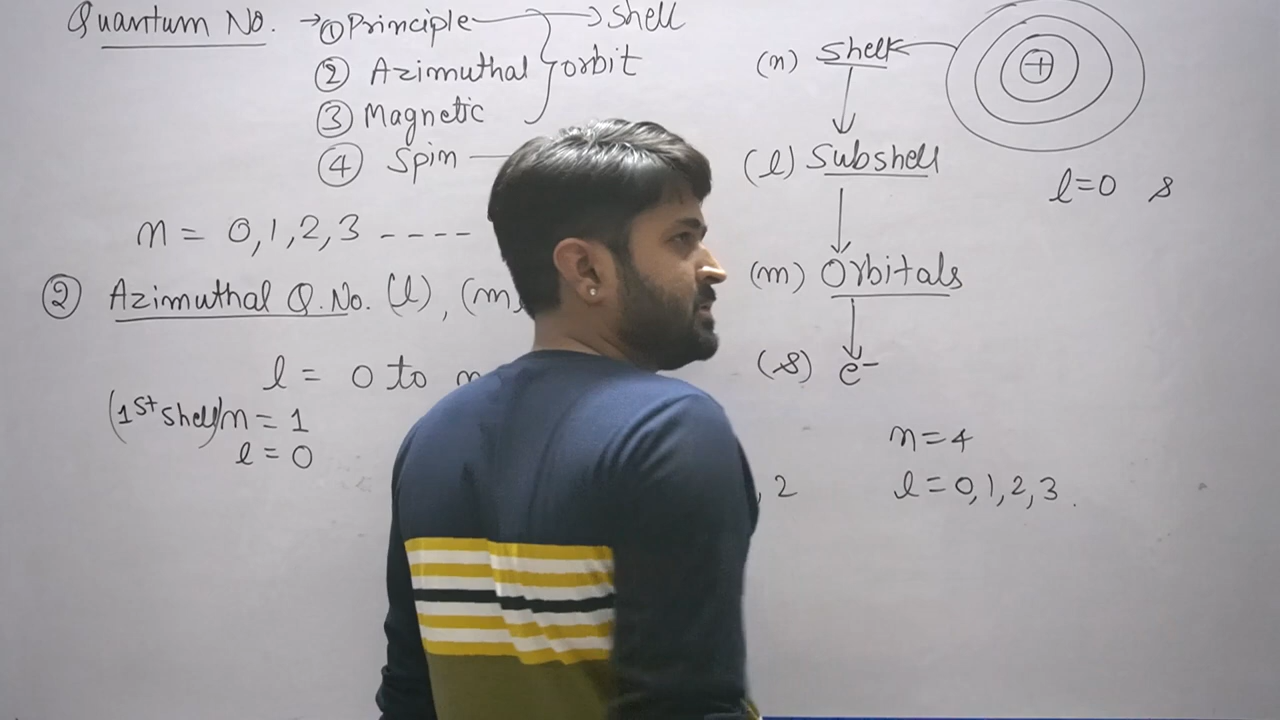 Quantum No. → ① Principle → Shell
② Azimuthal orbit
③ Magnetic
④ Spin
n = 0,1,2,3 ----
② Azimuthal Q.No. (l), (m)
l = 0 to n
(1st Shell) n = 1
l = 0
(n) Shell
+
(l) Subshell
l=0 s
(m) Orbitals
(s) e-
, 2
n=4
l=0,1,2,3.